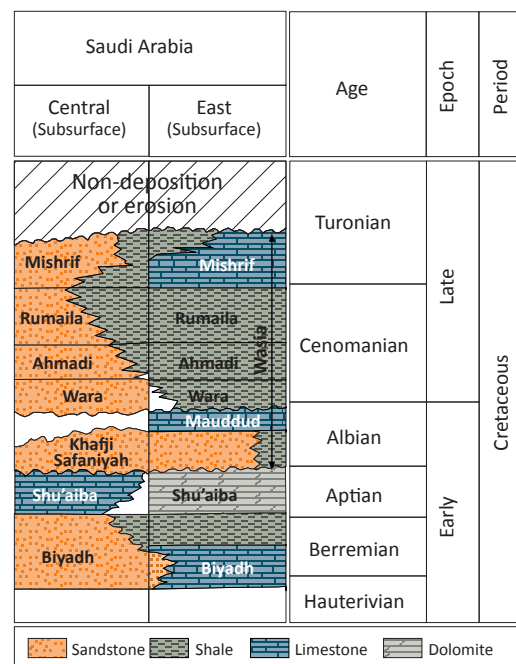 Saudi Arabia
Central
(Subsurface)
East
(Subsurface)
Age
Epoch
Period
Non-deposition
or erosion
Mishrif
Mishrif
Rumaila
Rumaila
Ahmadi
Ahmadi
Wara
Wara
Wasia
Mauddud
Khafji
Safaniyah
Shu'aiba
Shu'aiba
Biyadh
Biyadh
Turonian
Cenomanian
Albian
Aptian
Berremian
Hauterivian
Late
Early
Cretaceous
Sandstone
Shale
Limestone
Dolomite